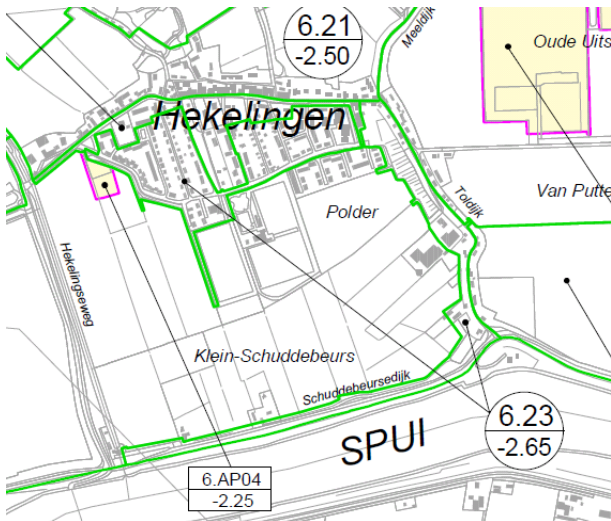 6.21
-2.50
Meeldijk
Oude Uits
Hekelingen
Toldijk
Van Putte
Polder
Hekelingseweg
Klein-Schuddebeurs
Schuddebeursedijk
SPUI
6.23
-2.65
6.AP04
-2.25